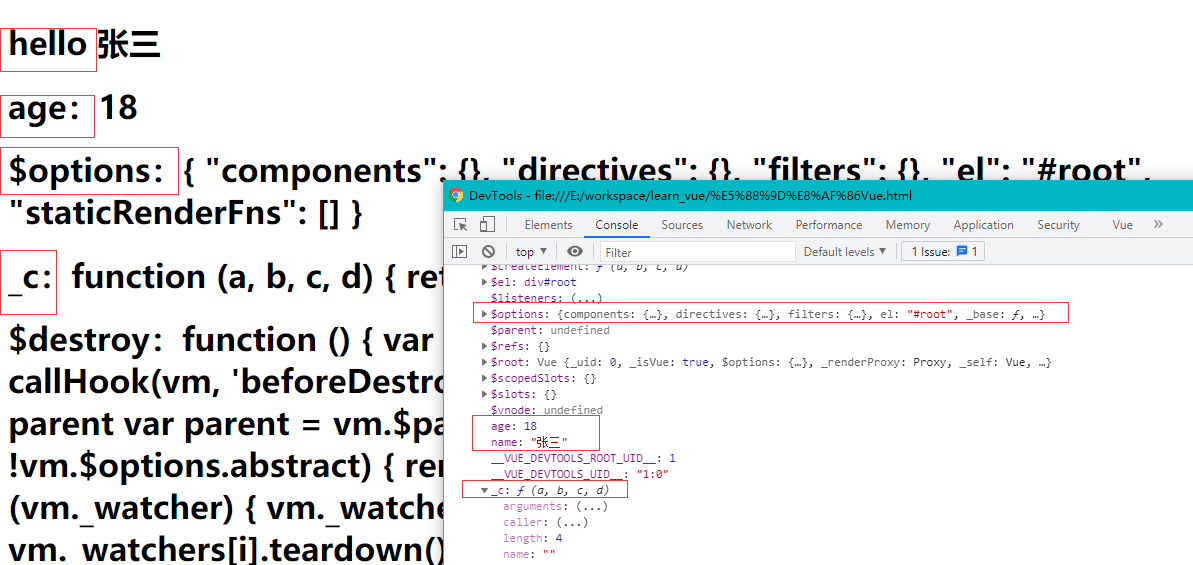 hello 张三
age：18
$options：{ "components": {}, "directives": {}, "filters": {}, "el": "#root",
"staticRenderFns": [] }
_c: function (a, b, c, d) { ret
$destroy：function () { var
callHook(vm, 'beforeDestro
parent var parent = vm.$pa
!vm.$options.abstract) { rem
(vm._watcher) { vm._watche
vm._watchers[i].teardown()
DevTools - file:///E:/workspace/learn_vue/%E5%88%9D%E8%AF%86Vue.html
Elements Console Sources Network Performance Memory Application Security Vue »
top ▼ Filter Default levels ▼ 1 Issue: 1
$createElement: ƒ (a, b, c, d)
$el: div#root
$listeners: (...)
$options: {components: {…}, directives: {…}, filters: {…}, el: "#root", _base: ƒ, …}
$parent: undefined
$refs: {}
$root: Vue {_uid: 0, _isVue: true, $options: {…}, _renderProxy: Proxy, _self: Vue, …}
$scopedSlots: {}
$slots: {}
$vnode: undefined
age: 18
name: "张三"
__VUE_DEVTOOLS_ROOT_UID__: 1
__VUE_DEVTOOLS_UID__: "1:0"
_c: ƒ (a, b, c, d)
arguments: (...)
caller: (...)
length: 4
name: ""